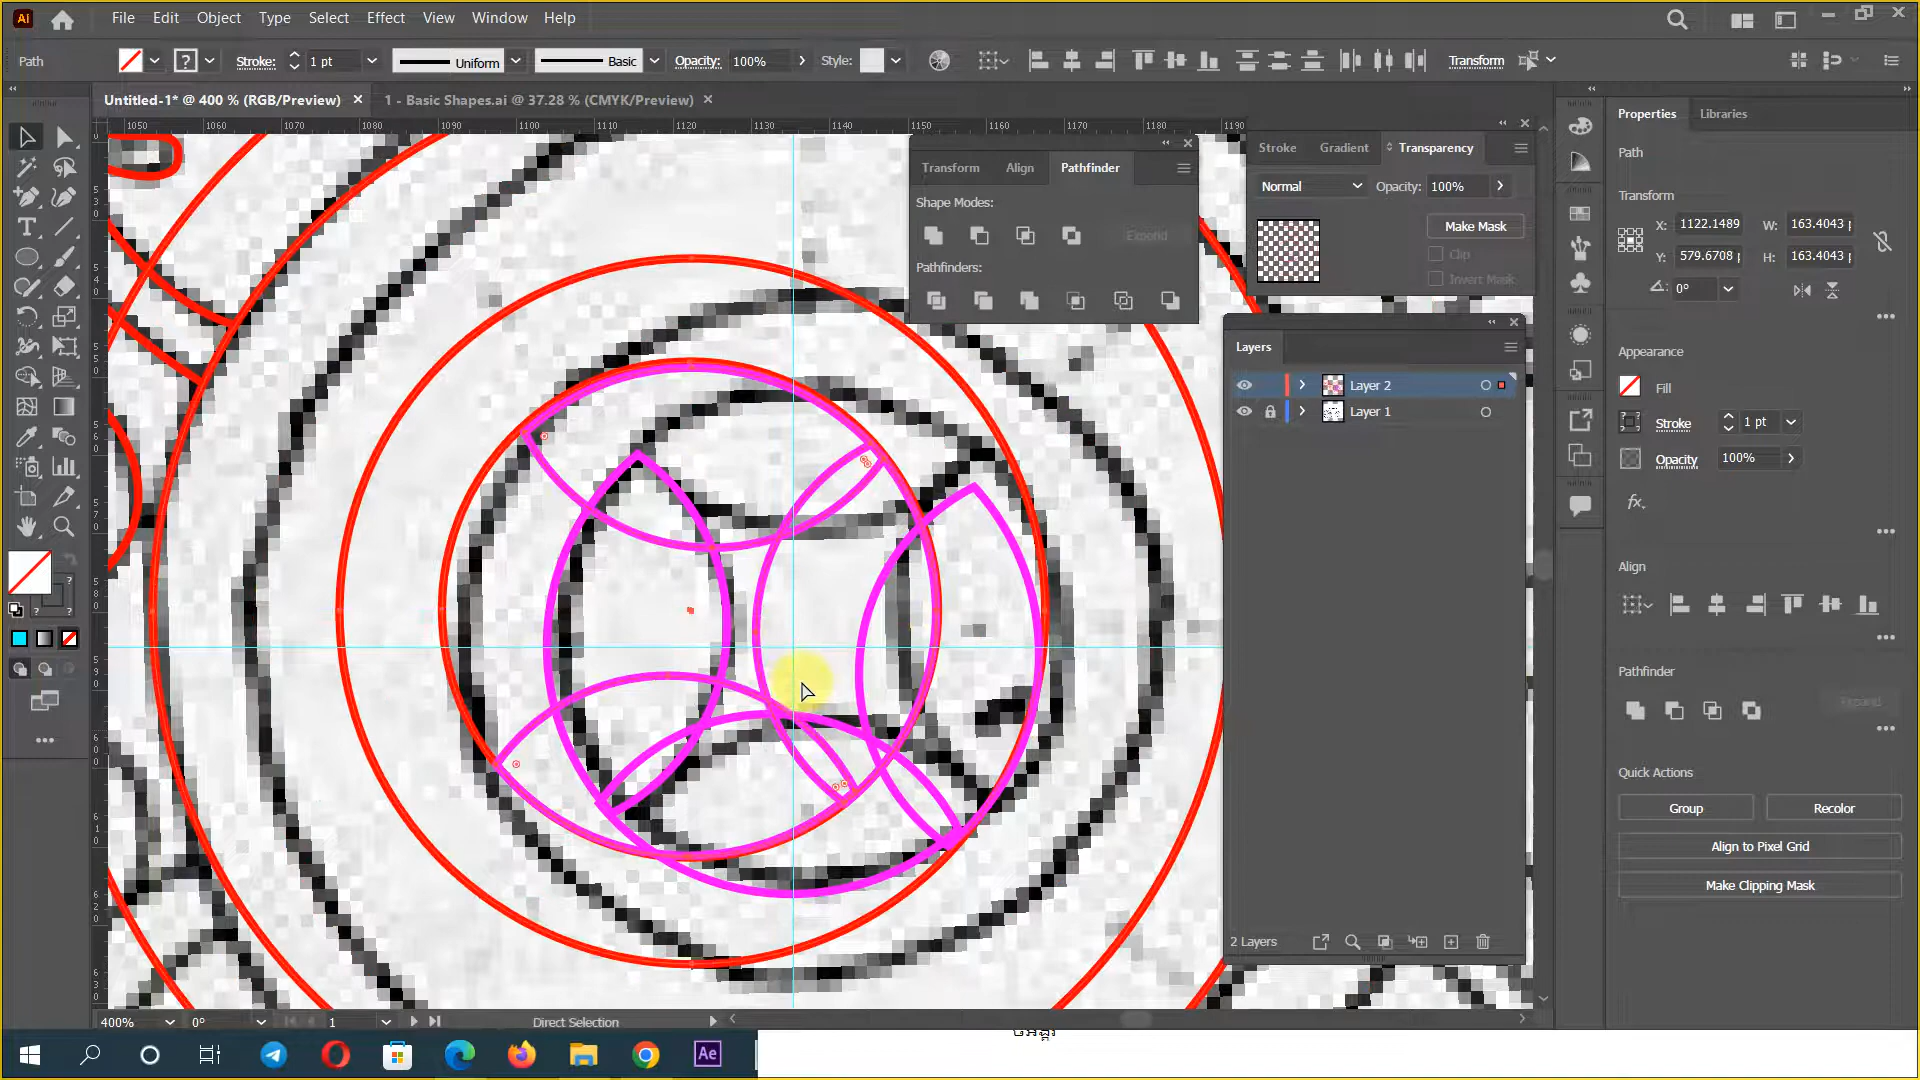 Ai File Edit Object Type Select Effect View Window Help
Path Stroke: 1 pt Uniform Basic Opacity: 100% Style: Transform
Untitled-1* @ 400 % (RGB/Preview) 1 - Basic Shapes.ai @ 37.28 % (CMYK/Preview)
1050 1060 1070 1080 1090 1100 1110 1120 1130 1140 1150 1160 1170 1180 1190
Transform Align Pathfinder
Shape Modes:
Expand
Pathfinders:
Stroke Gradient Transparency
Normal Opacity: 100%
Make Mask
Clip
Invert Mask
Layers
Layer 2
Layer 1
2 Layers
Properties Libraries
Path
Transform
X: 1122.1489 W: 163.4043 p
Y: 579.6708 p H: 163.4043 p
0°
Appearance
Fill
Stroke 1 pt
Opacity 100%
fx.
Align
Pathfinder
Expand
Quick Actions
Group Recolor
Align to Pixel Grid
Make Clipping Mask
400% 0° 1 Direct Selection
Ae